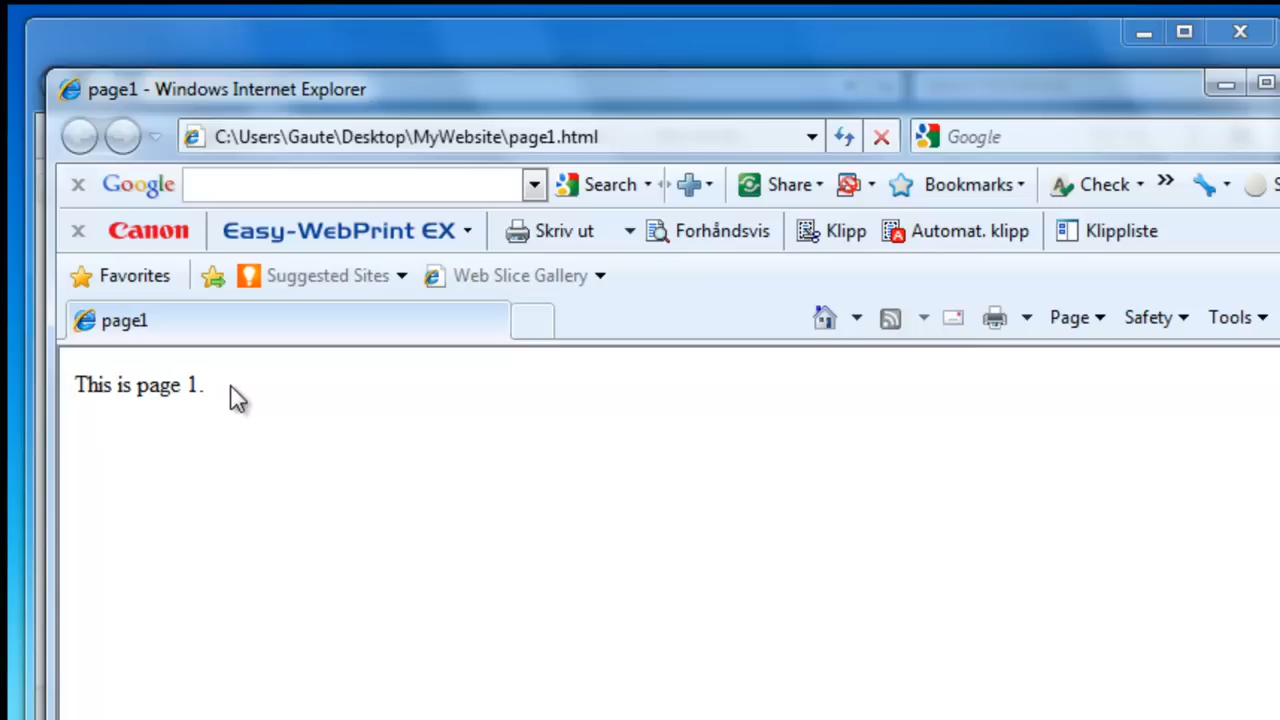 page1 - Windows Internet Explorer
C:\Users\Gaute\Desktop\MyWebsite\page1.html
Google
Google Search Share Bookmarks Check
Canon Easy-WebPrint EX Skriv ut Forhåndsvis Klipp Automat. klipp Klippliste
Favorites Suggested Sites Web Slice Gallery
page1 Page Safety Tools
This is page 1.